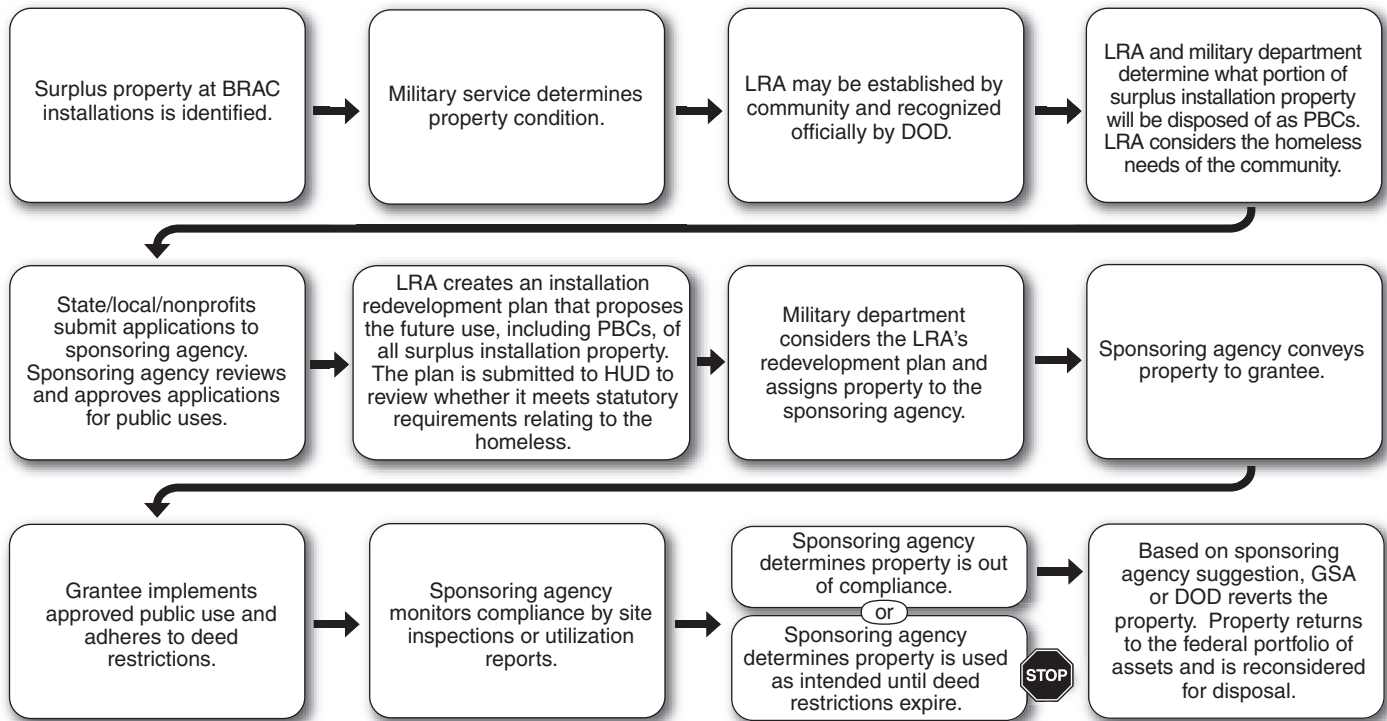 Surplus property at BRAC
installations is identified.
Military service determines
property condition.
LRA may be established by
community and recognized
officially by DOD.
LRA and military department
determine what portion of
surplus installation property
will be disposed of as PBCs.
LRA considers the homeless
needs of the community.
State/local/nonprofits
submit applications to
sponsoring agency.
Sponsoring agency reviews
and approves applications
for public uses.
LRA creates an installation
redevelopment plan that proposes
the future use, including PBCs, of
all surplus installation property.
The plan is submitted to HUD to
review whether it meets statutory
requirements relating to the
homeless.
Military department
considers the LRA’s
redevelopment plan and
assigns property to the
sponsoring agency.
Sponsoring agency conveys
property to grantee.
Grantee implements
approved public use and
adheres to deed
restrictions.
Sponsoring agency
monitors compliance by site
inspections or utilization
reports.
Sponsoring agency
determines property is out
of compliance.
or
Sponsoring agency
determines property is used
as intended until deed
restrictions expire.
STOP
Based on sponsoring
agency suggestion, GSA
or DOD reverts the
property. Property returns
to the federal portfolio of
assets and is reconsidered
for disposal.